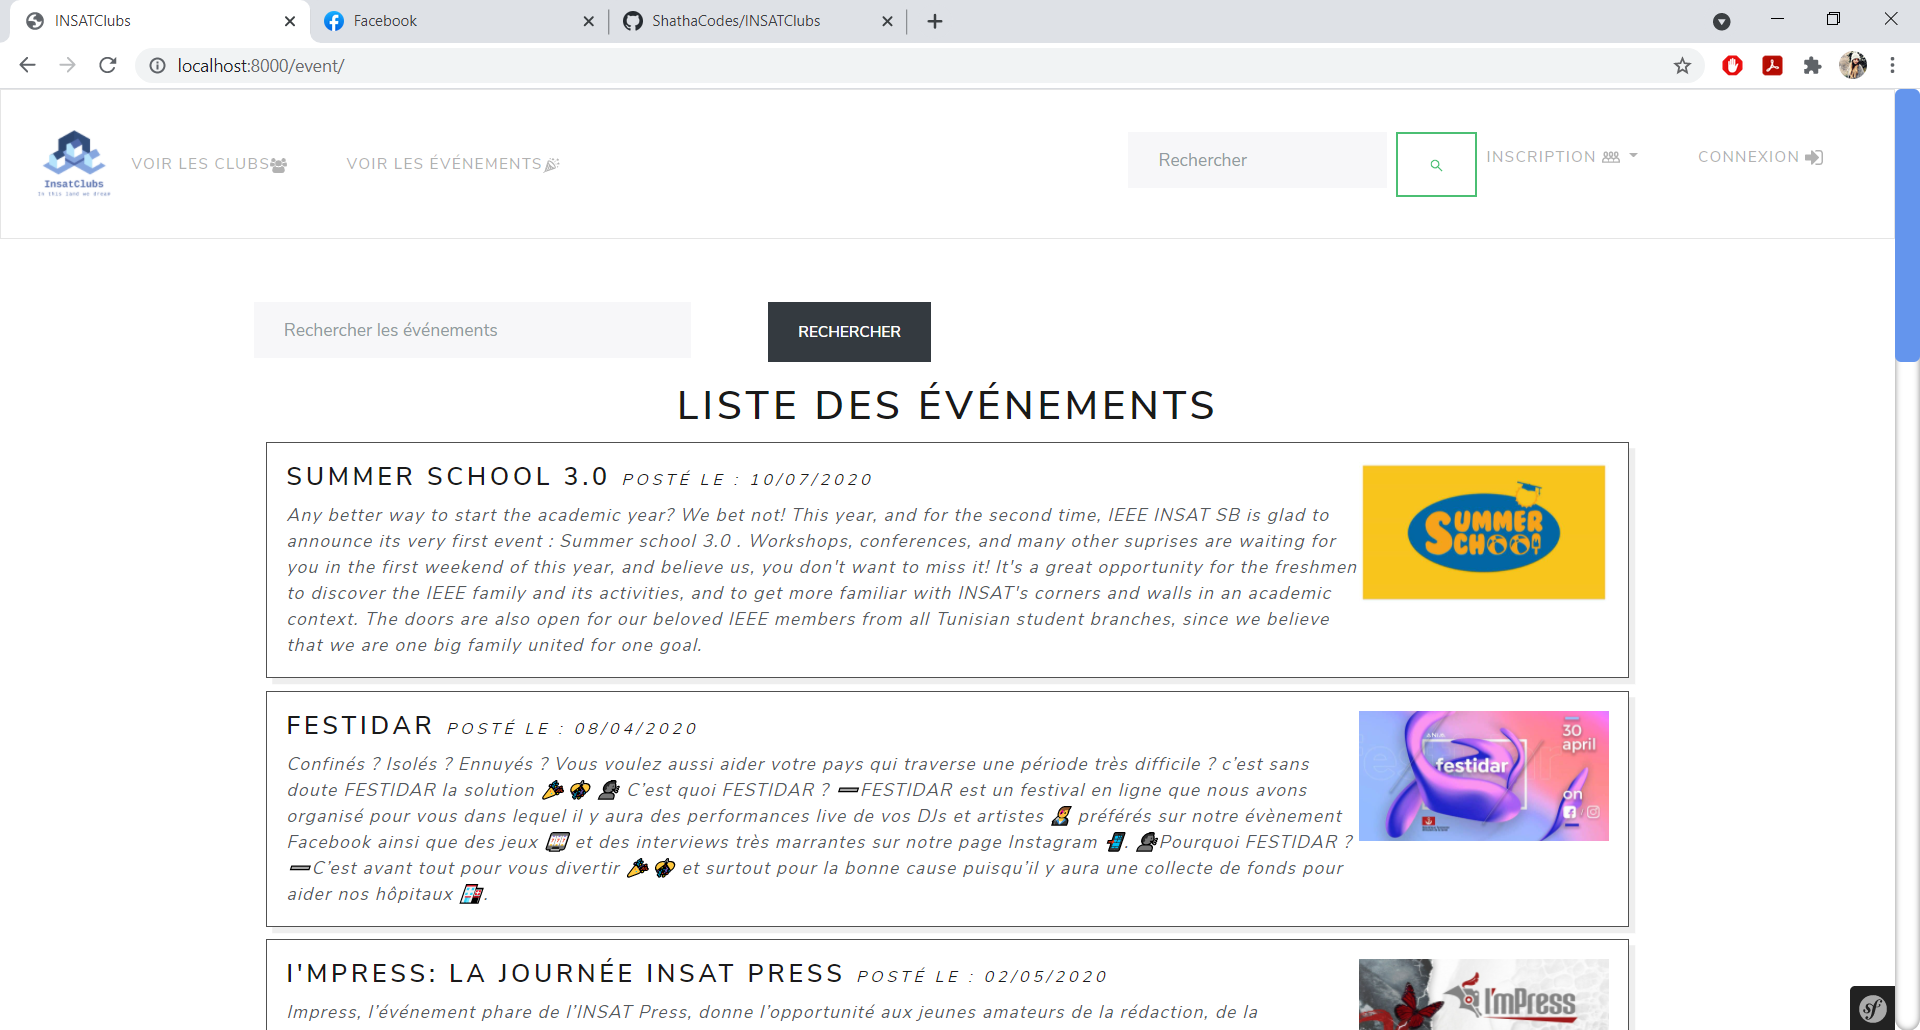 INSATClubs
Facebook
ShathaCodes/INSATClubs
localhost:8000/event/
InsatClubs
VOIR LES CLUBS
VOIR LES ÉVÉNEMENTS
Rechercher
INSCRIPTION
CONNEXION
Rechercher les événements
RECHERCHER
LISTE DES ÉVÉNEMENTS
SUMMER SCHOOL 3.0 POSTÉ LE : 10/07/2020
Any better way to start the academic year? We bet not! This year, and for the second time, IEEE INSAT SB is glad to
announce its very first event : Summer school 3.0 . Workshops, conferences, and many other suprises are waiting for
you in the first weekend of this year, and believe us, you don't want to miss it! It's a great opportunity for the freshmen
to discover the IEEE family and its activities, and to get more familiar with INSAT's corners and walls in an academic
context. The doors are also open for our beloved IEEE members from all Tunisian student branches, since we believe
that we are one big family united for one goal.
SUMMER
SCHOOL
FESTIDAR POSTÉ LE : 08/04/2020
Confinés ? Isolés ? Ennuyés ? Vous voulez aussi aider votre pays qui traverse une période très difficile ? c'est sans
doute FESTIDAR la solution 🎉 🎭 🗣 C'est quoi FESTIDAR ? ➖FESTIDAR est un festival en ligne que nous avons
organisé pour vous dans lequel il y aura des performances live de vos DJs et artistes préférés sur notre évènement
Facebook ainsi que des jeux et des interviews très marrantes sur notre page Instagram 📲. 🗣Pourquoi FESTIDAR ?
➖C'est avant tout pour vous divertir 🎉 🎭 et surtout pour la bonne cause puisqu'il y aura une collecte de fonds pour
aider nos hôpitaux 🏥.
30
april
festidar
on
I'MPRESS: LA JOURNÉE INSAT PRESS POSTÉ LE : 02/05/2020
Impress, l'événement phare de l'INSAT Press, donne l'opportunité aux jeunes amateurs de la rédaction, de la
I'mPress
sf